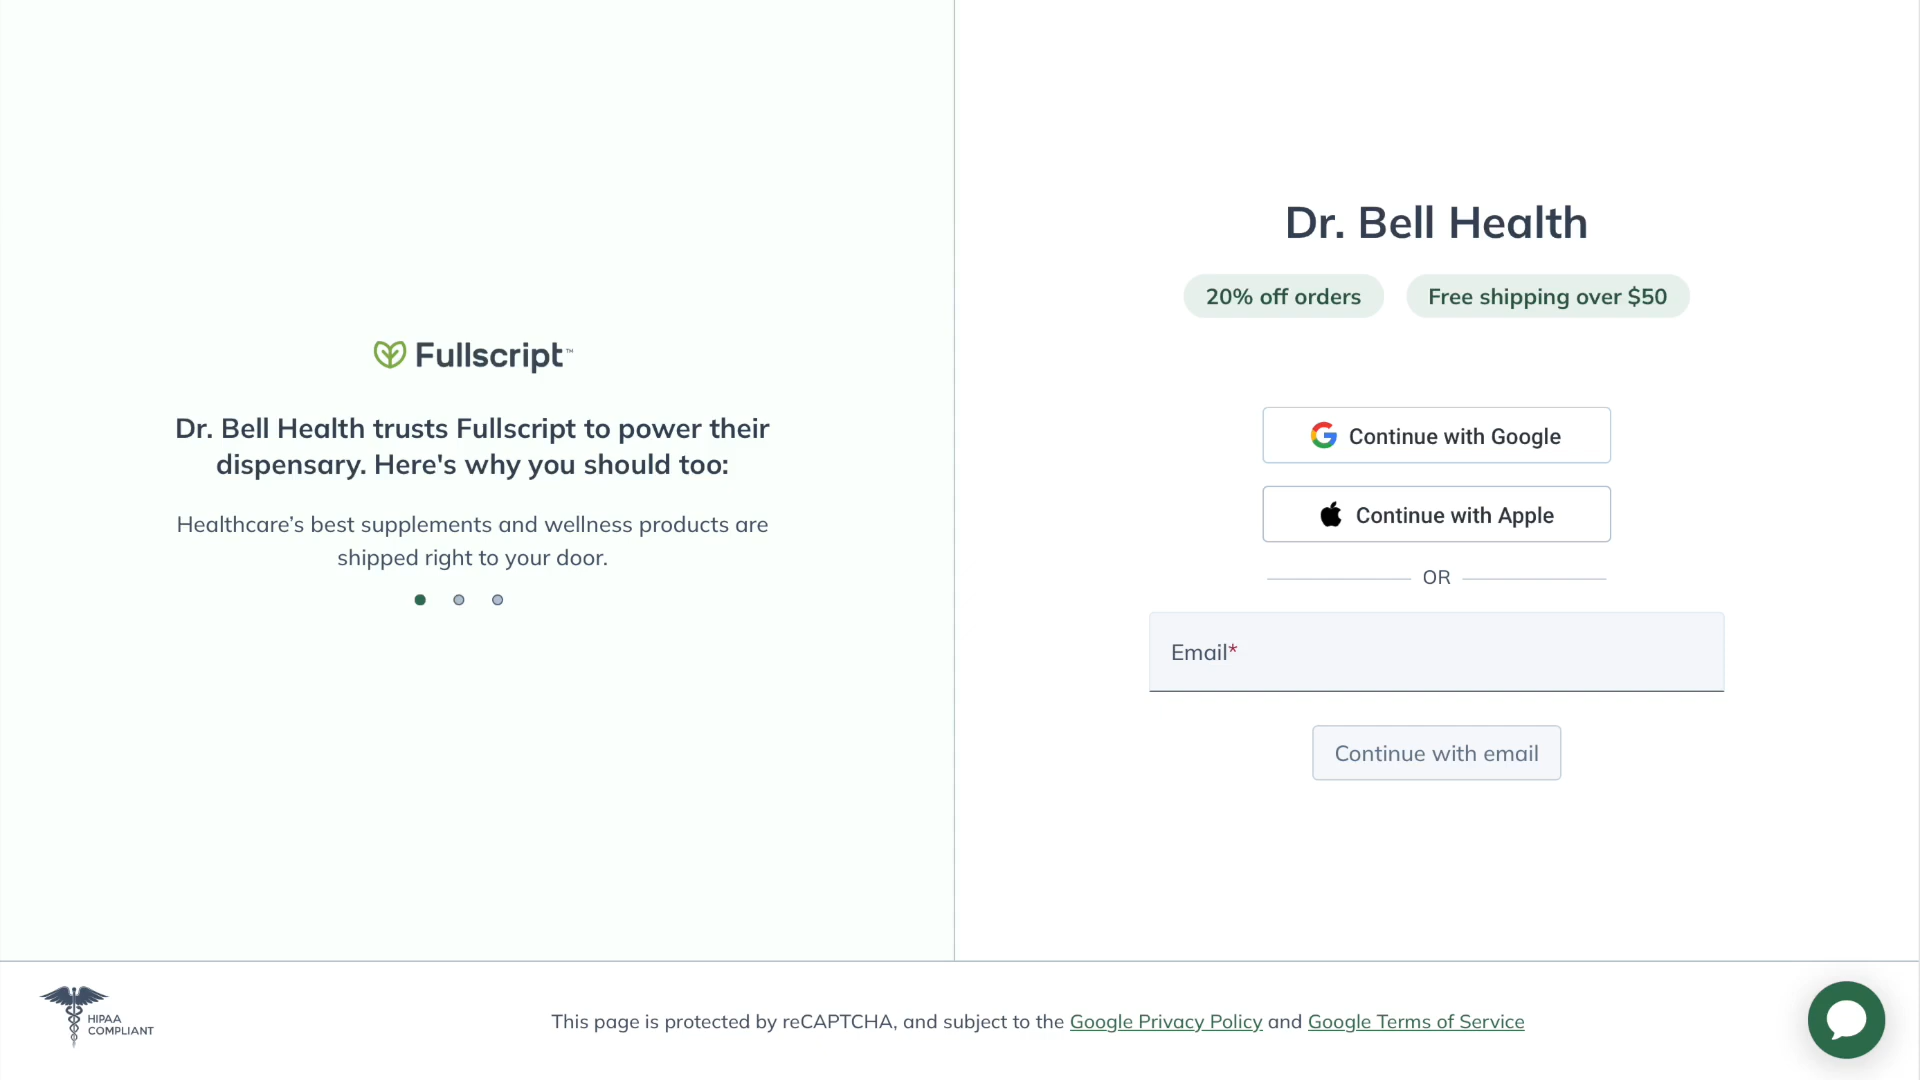 Fullscript™
Dr. Bell Health trusts Fullscript to power their
dispensary. Here's why you should too:
Healthcare’s best supplements and wellness products are
shipped right to your door.
Dr. Bell Health
20% off orders
Free shipping over $50
Continue with Google
Continue with Apple
OR
Email*
Continue with email
HIPAA
COMPLIANT
This page is protected by reCAPTCHA, and subject to the Google Privacy Policy and Google Terms of Service